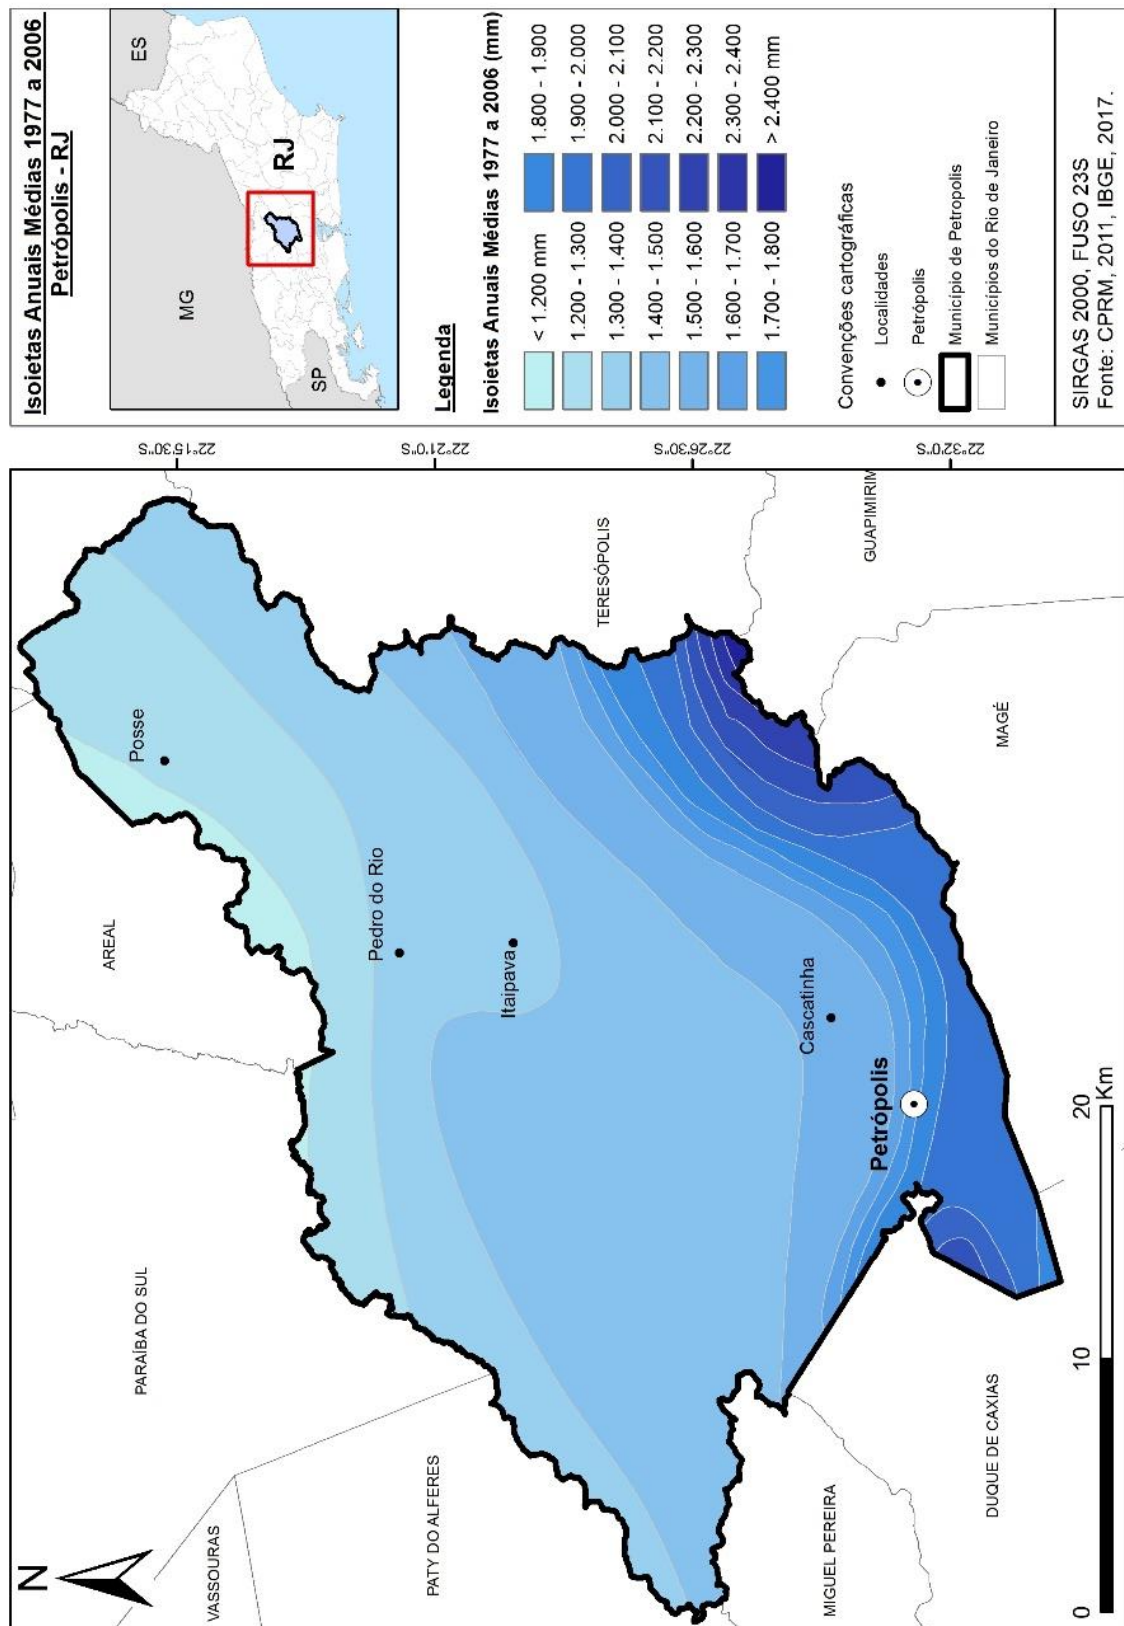 Isoietas Anuais Médias 1977 a 2006
Petrópolis - RJ
ES
MG
RJ
SP
Legenda
Isoietas Anuais Médias 1977 a 2006 (mm)
< 1.200 mm
1.200 - 1.300
1.300 - 1.400
1.400 - 1.500
1.500 - 1.600
1.600 - 1.700
1.700 - 1.800
1.800 - 1.900
1.900 - 2.000
2.000 - 2.100
2.100 - 2.200
2.200 - 2.300
2.300 - 2.400
> 2.400 mm
Convenções cartográficas
Localidades
Petrópolis
Município de Petropolis
Municípios do Rio de Janeiro
SIRGAS 2000, FUSO 23S
Fonte: CPRM, 2011, IBGE, 2017.
N
VASSOURAS
PARAÍBA DO SUL
AREAL
Posse
22°15'30"S
PATY DO ALFERES
Pedro do Rio
22°21'0"S
Itaipava
TERESÓPOLIS
22°26'30"S
MIGUEL PEREIRA
Cascatinha
GUAPIMIRIM
Petrópolis
22°32'0"S
DUQUE DE CAXIAS
MAGÉ
0
10
20
Km